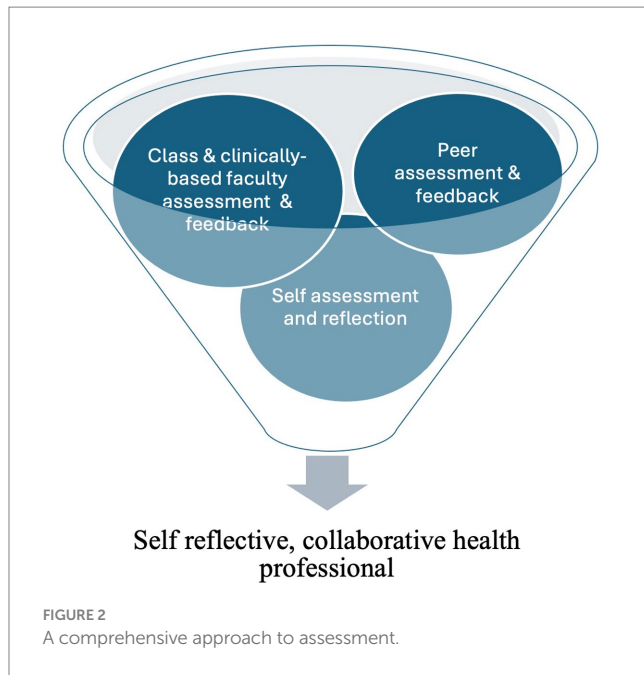 Class & clinically-
based faculty
assessment & 
feedback
Peer
assessment &
feedback
Self assessment
and reflection
Self reflective, collaborative health
professional
FIGURE 2
A comprehensive approach to assessment.